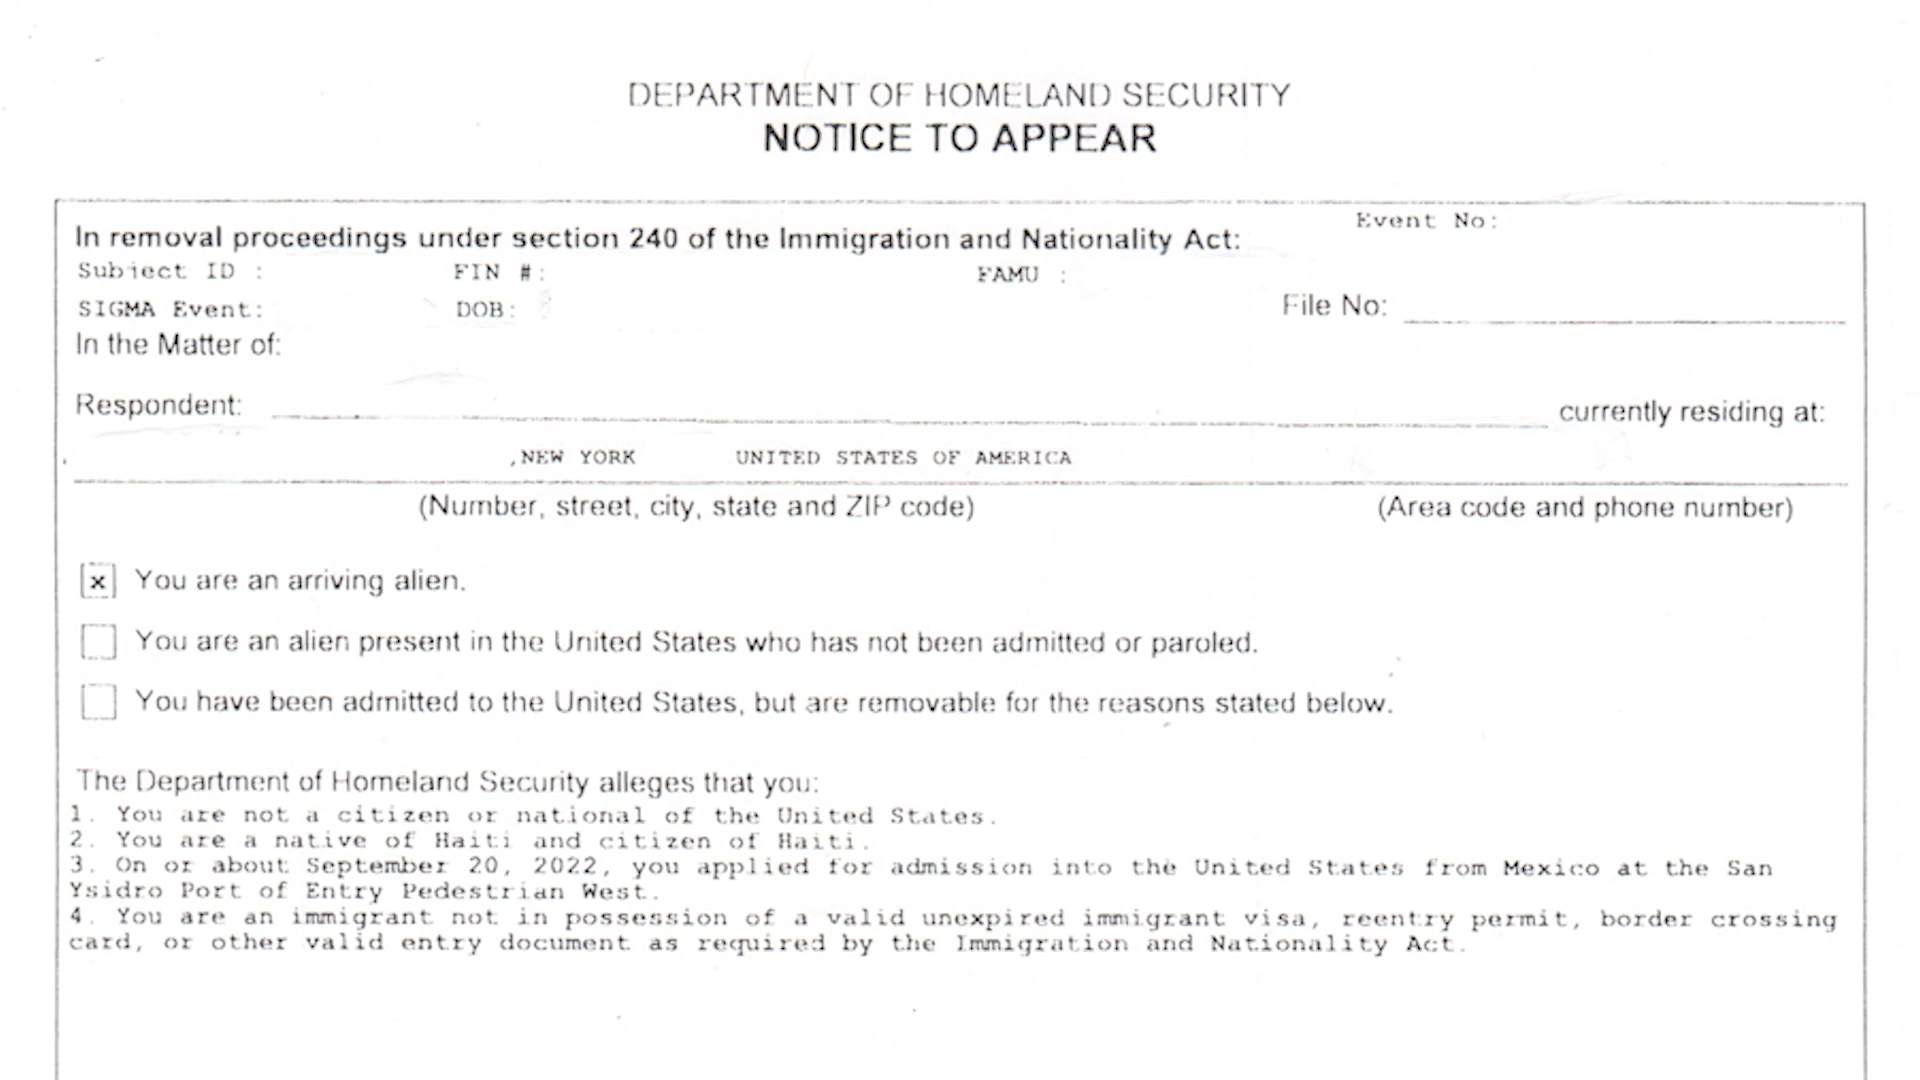 DEPARTMENT OF HOMELAND SECURITY
NOTICE TO APPEAR
In removal proceedings under section 240 of the Immigration and Nationality Act:
Event No:
Subject ID :
FIN #:
FAMU :
SIGMA Event:
DOB:
File No:
In the Matter of:
Respondent:
currently residing at:
,NEW YORK UNITED STATES OF AMERICA
(Number, street, city, state and ZIP code)
(Area code and phone number)
x You are an arriving alien.
You are an alien present in the United States who has not been admitted or paroled.
You have been admitted to the United States, but are removable for the reasons stated below.
The Department of Homeland Security alleges that you:
1. You are not a citizen or national of the United States.
2. You are a native of Haiti and citizen of Haiti.
3. On or about September 20, 2022, you applied for admission into the United States from Mexico at the San
Ysidro Port of Entry Pedestrian West.
4. You are an immigrant not in possession of a valid unexpired immigrant visa, reentry permit, border crossing
card, or other valid entry document as required by the Immigration and Nationality Act.